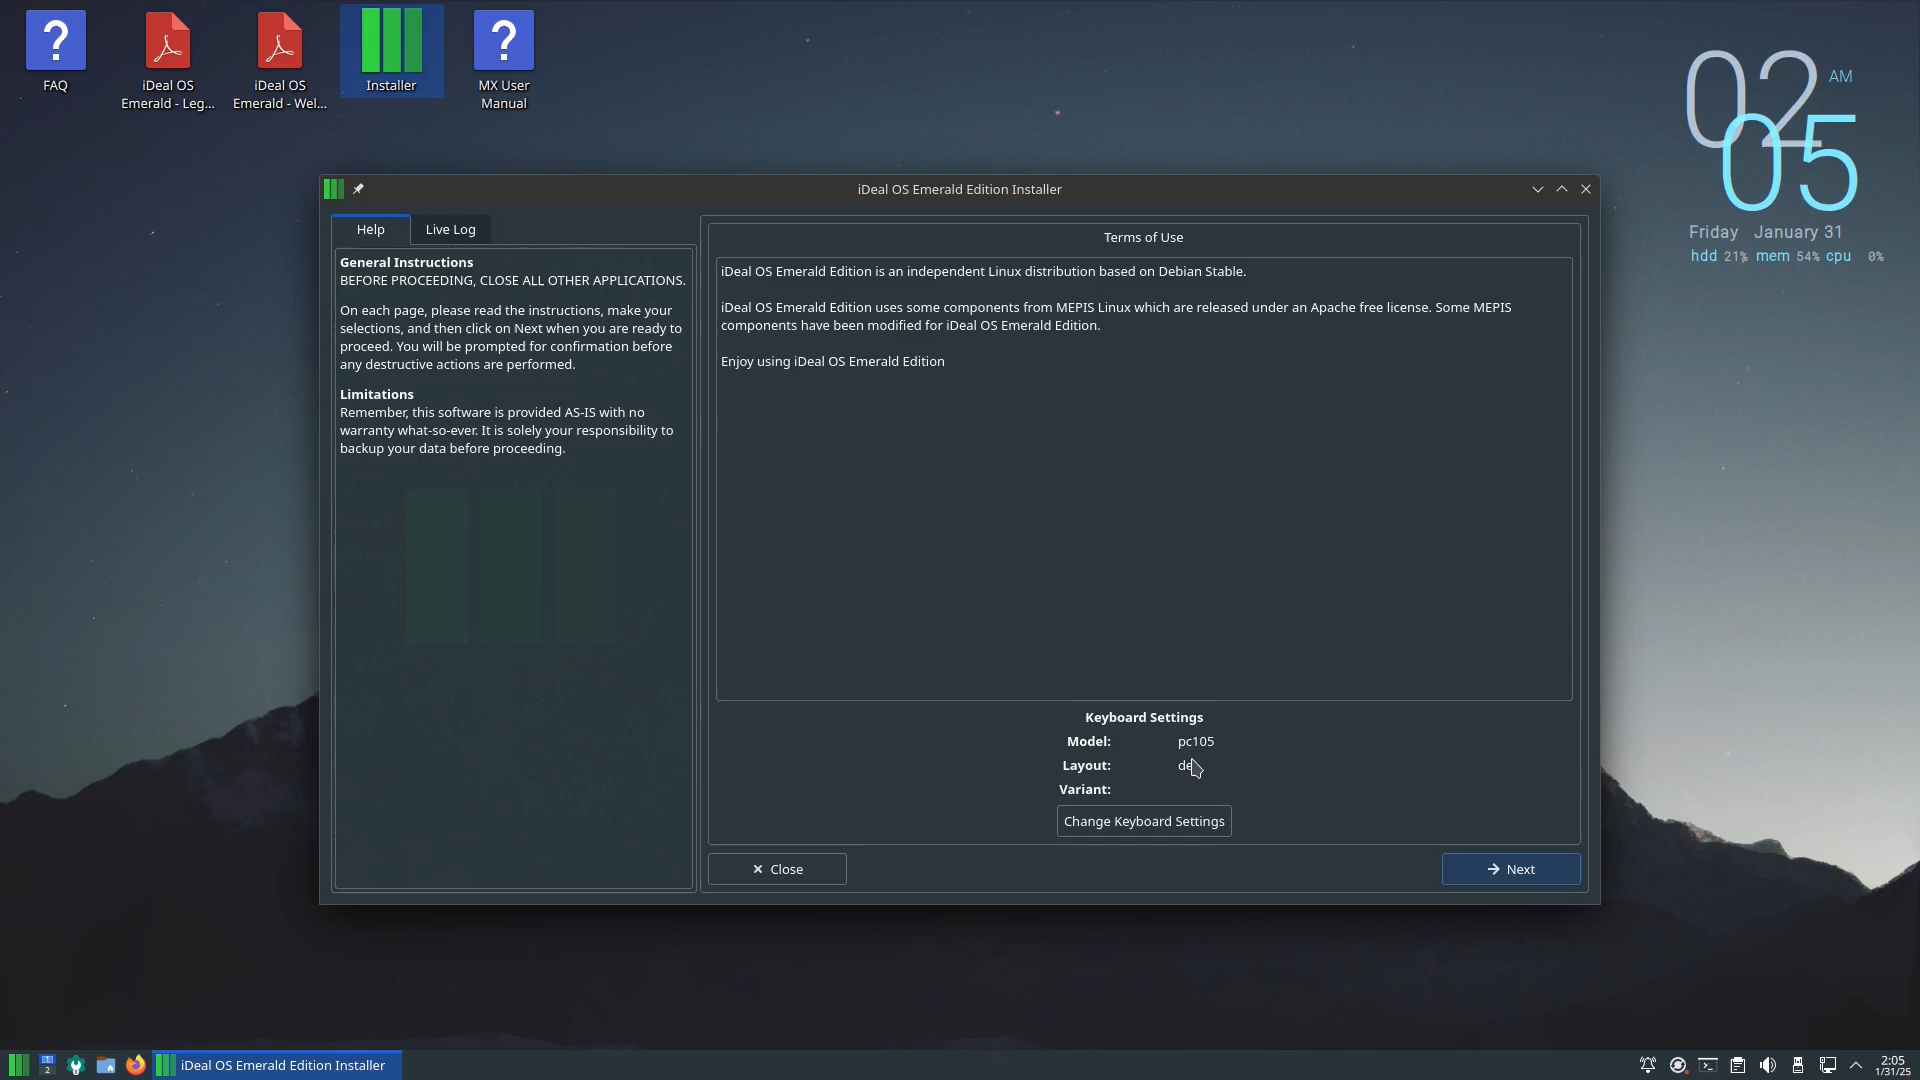 FAQ
iDeal OS
Emerald - Leg...
iDeal OS
Emerald - Wel...
Installer
MX User
Manual
02 AM
05
Friday January 31
hdd 21% mem 54% cpu 0%
iDeal OS Emerald Edition Installer
Help
Live Log
General Instructions
BEFORE PROCEEDING, CLOSE ALL OTHER APPLICATIONS.
On each page, please read the instructions, make your
selections, and then click on Next when you are ready to
proceed. You will be prompted for confirmation before
any destructive actions are performed.
Limitations
Remember, this software is provided AS-IS with no
warranty what-so-ever. It is solely your responsibility to
backup your data before proceeding.
Terms of Use
iDeal OS Emerald Edition is an independent Linux distribution based on Debian Stable.
iDeal OS Emerald Edition uses some components from MEPIS Linux which are released under an Apache free license. Some MEPIS
components have been modified for iDeal OS Emerald Edition.
Enjoy using iDeal OS Emerald Edition
Keyboard Settings
Model: pc105
Layout: de
Variant:
Change Keyboard Settings
Close
Next
1
2
iDeal OS Emerald Edition Installer
2:05
1/31/25